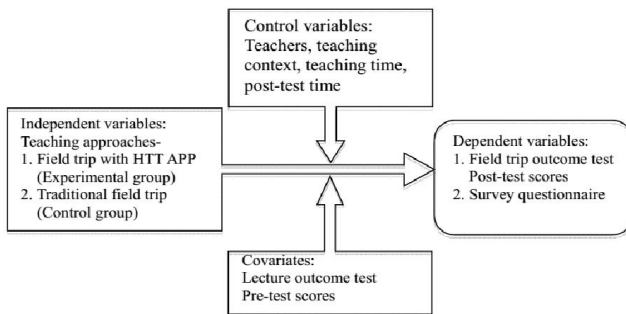 Control variables:
Teachers, teaching
context, teaching time,
post-test time
Independent variables:
Teaching approaches-
1. Field trip with HTT APP
(Experimental group)
2. Traditional field trip
(Control group)
Dependent variables:
1. Field trip outcome test
Post-test scores
2. Survey questionnaire
Covariates:
Lecture outcome test
Pre-test scores